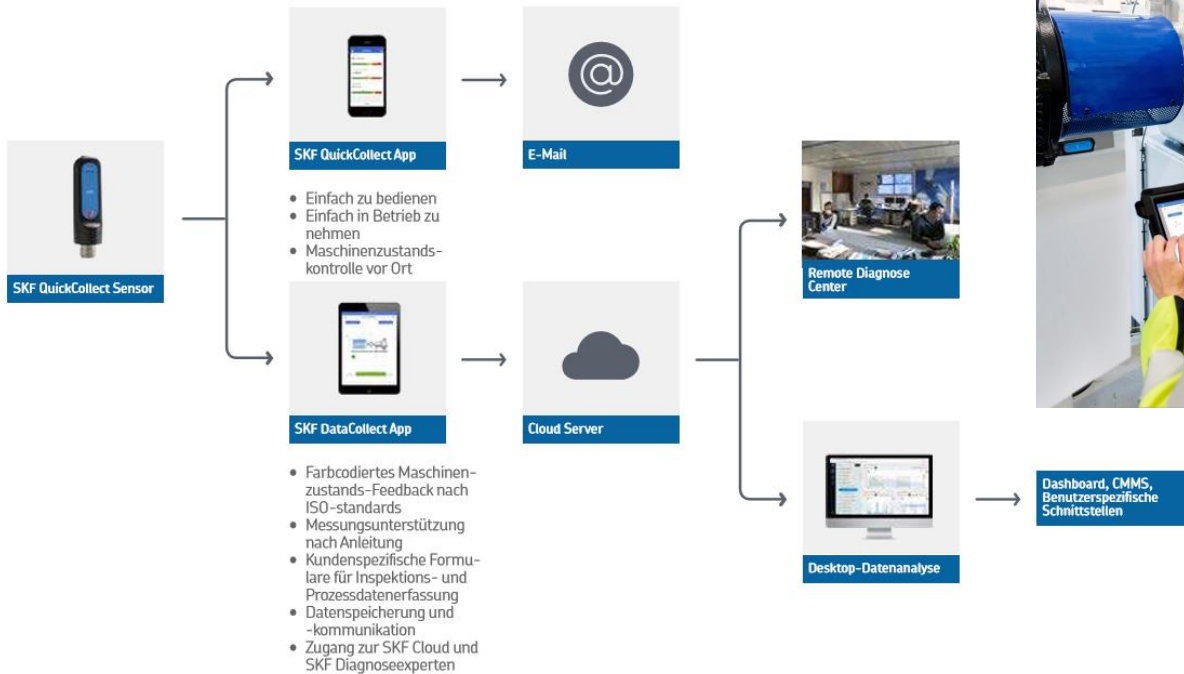 SKF QuickCollect Sensor
SKF QuickCollect App
• Einfach zu bedienen
• Einfach in Betrieb zu
nehmen
• Maschinenzustands-
kontrolle vor Ort
@
E-Mail
SKF DataCollect App
• Farbcodiertes Maschinen-
zustands-Feedback nach
ISO-standards
• Messungsunterstützung
nach Anleitung
• Kundenspezifische Formu-
lare für Inspektions- und
Prozessdatenerfassung
• Datenspeicherung und
-kommunikation
• Zugang zur SKF Cloud und
SKF Diagnoseexperten
Cloud Server
Remote Diagnose
Center
Desktop-Datenanalyse
Dashboard, CMMS,
Benutzerspezifische
Schnittstellen